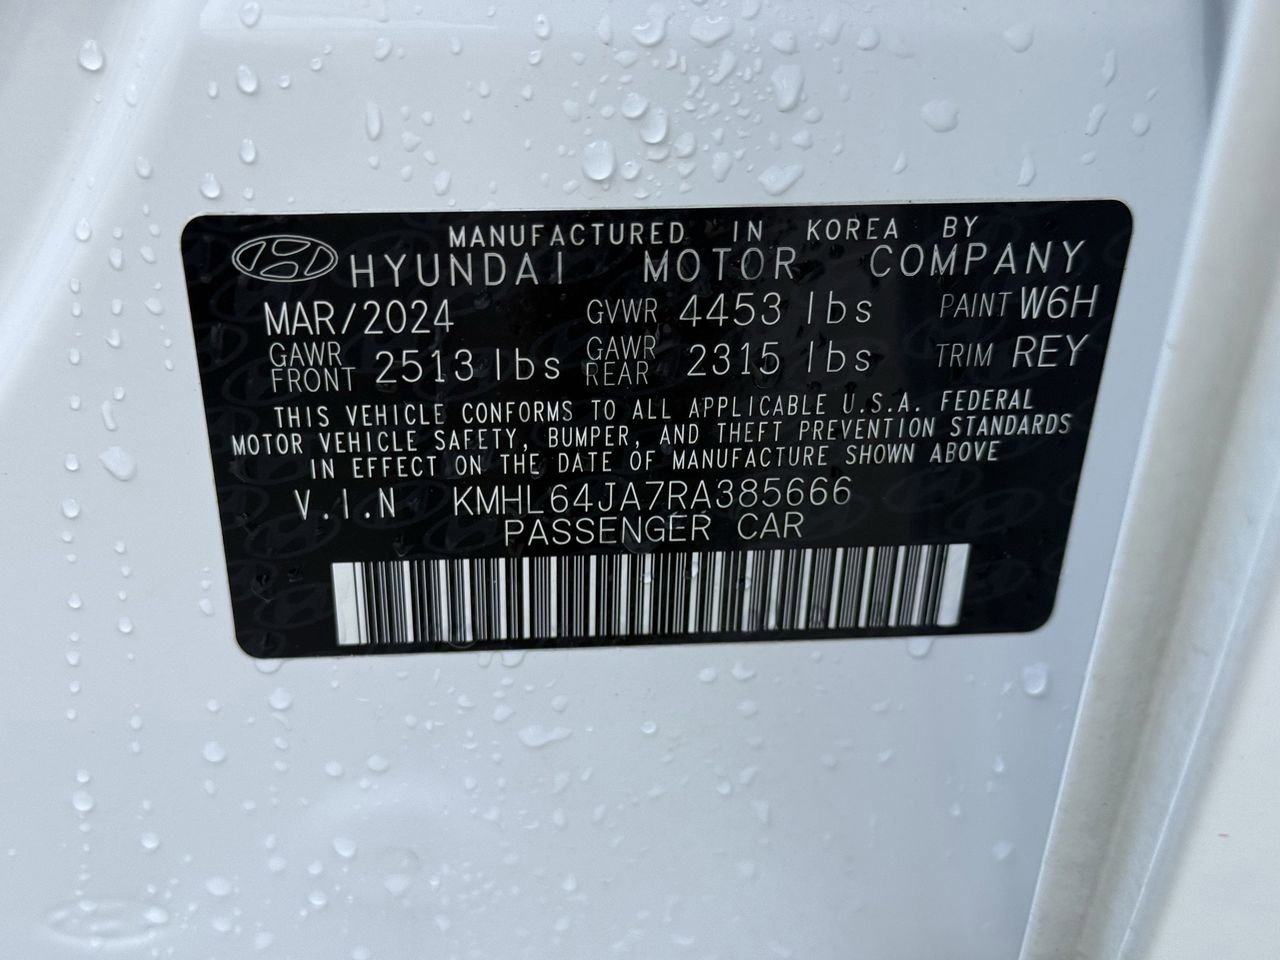 MANUFACTURED IN KOREA BY
HYUNDAI MOTOR COMPANY
MAR/2024 GVWR 4453 lbs PAINT W6H
GAWR FRONT 2513 lbs GAWR REAR 2315 lbs TRIM REY
THIS VEHICLE CONFORMS TO ALL APPLICABLE U.S.A. FEDERAL
MOTOR VEHICLE SAFETY, BUMPER, AND THEFT PREVENTION STANDARDS
IN EFFECT ON THE DATE OF MANUFACTURE SHOWN ABOVE
V.I.N KMHL64JA7RA385666
PASSENGER CAR